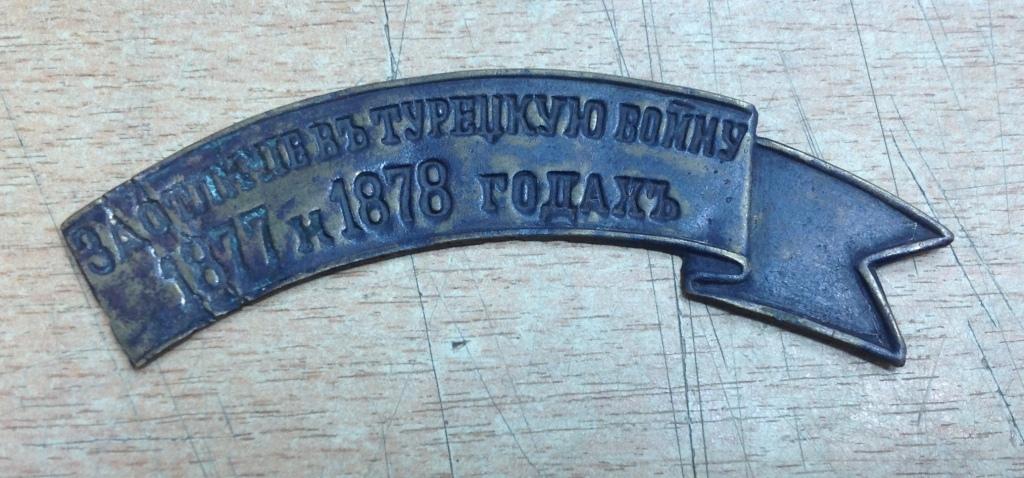 ЗА ОТЛИЧІЕ ВЪ ТУРЕЦКУЮ ВОЙНУ
1877 и 1878 ГОДАХЪ